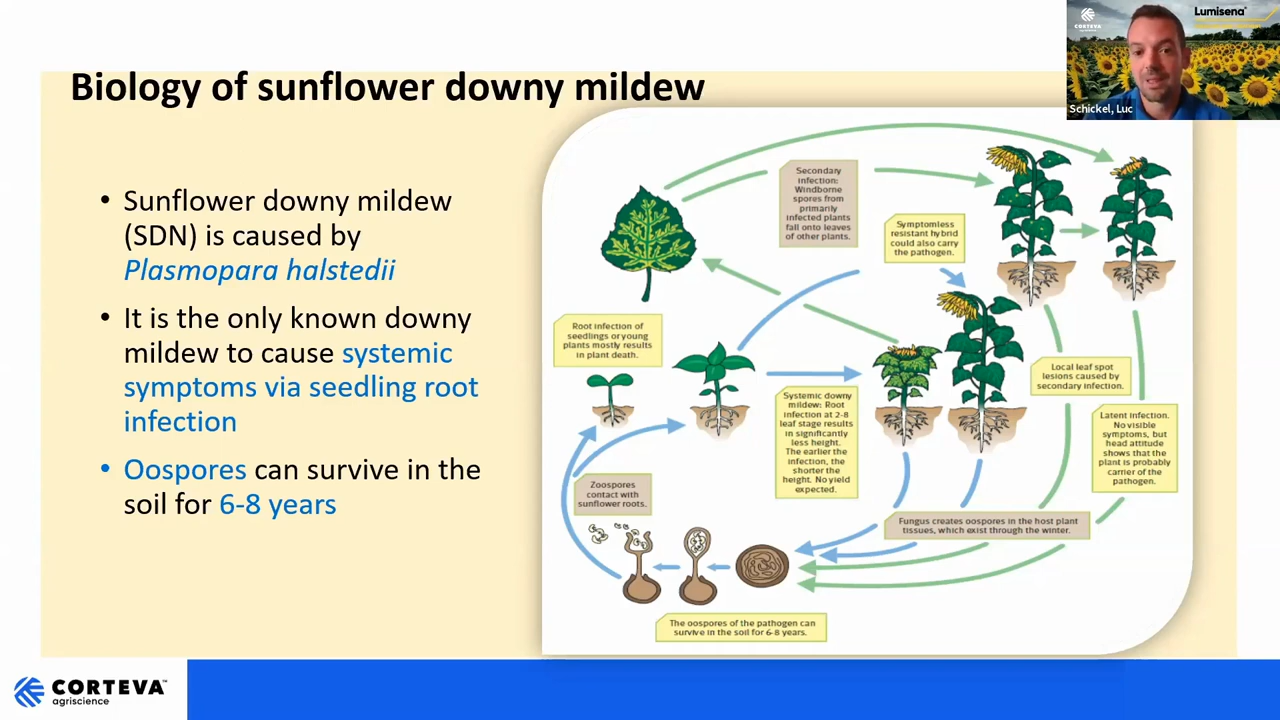 Biology of sunflower downy mildew
• Sunflower downy mildew
(SDN) is caused by
Plasmopara halstedii
• It is the only known downy
mildew to cause systemic
symptoms via seedling root
infection
• Oospores can survive in the
soil for 6-8 years
Secondary
infection:
Windborne
spores from
primarily
infected plants
fall onto leaves
of other plants.
Symptomless
resistant hybrid
could also carry
the pathogen.
Root infection of
seedlings or young
plants mostly results
in plant death.
Systemic downy
mildew: Root
infection at 2-8
leaf stage results
in significantly
less height.
The earlier the
infection, the
shorter the
height. No yield
expected.
Local leaf spot
lesions caused by
secondary infection.
Latent infection.
No visible
symptoms, but
head attitude
shows that the
plant is probably
carrier of the
pathogen.
Zoospores
contact with
sunflower roots.
Fungus creates oospores in the host plant
tissues, which exist through the winter.
The oospores of the pathogen can
survive in the soil for 6-8 years.
CORTEVA™
agriscience
CORTEVA
agriscience
Lumisena®
Schickel, Luc